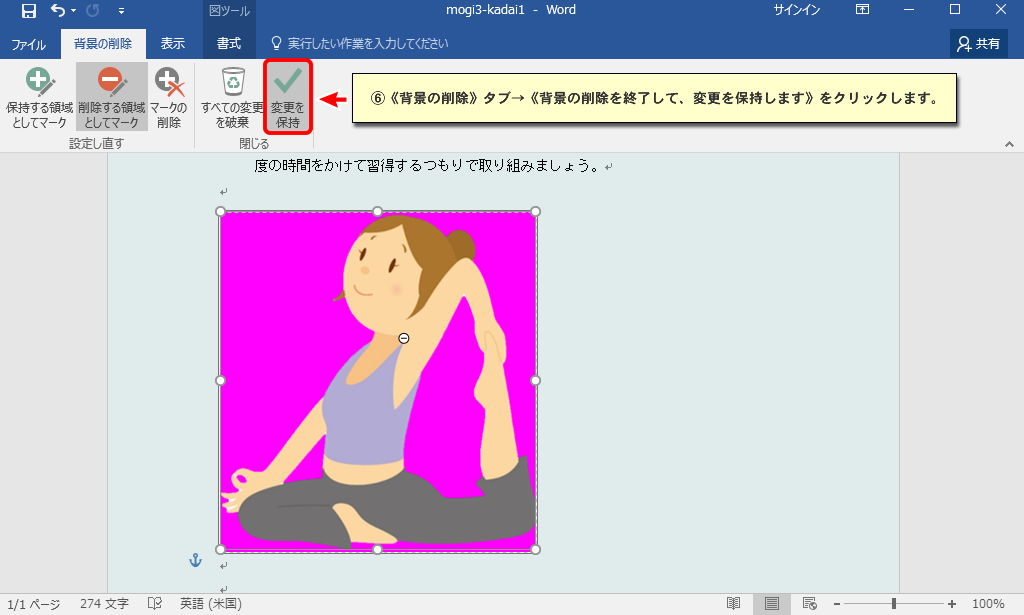 図ツール
mogi3-kadai1 - Word
サインイン
ファイル
背景の削除
表示
書式
実行したい作業を入力してください
共有
保持する領域
としてマーク
削除する領域
としてマーク
マークの
削除
すべての変更
を破棄
変更を
保持
設定し直す
閉じる
⑥《背景の削除》タブ→《背景の削除を終了して、変更を保持します》をクリックします。
度の時間をかけて習得するつもりで取り組みましょう。
1/1 ページ
274 文字
英語 (米国)
100%